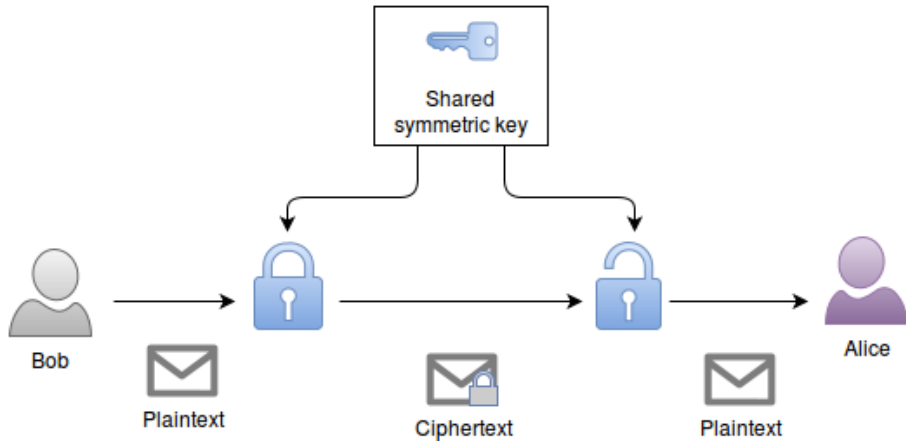 Shared
symmetric key
Bob
Alice
Plaintext
Ciphertext
Plaintext